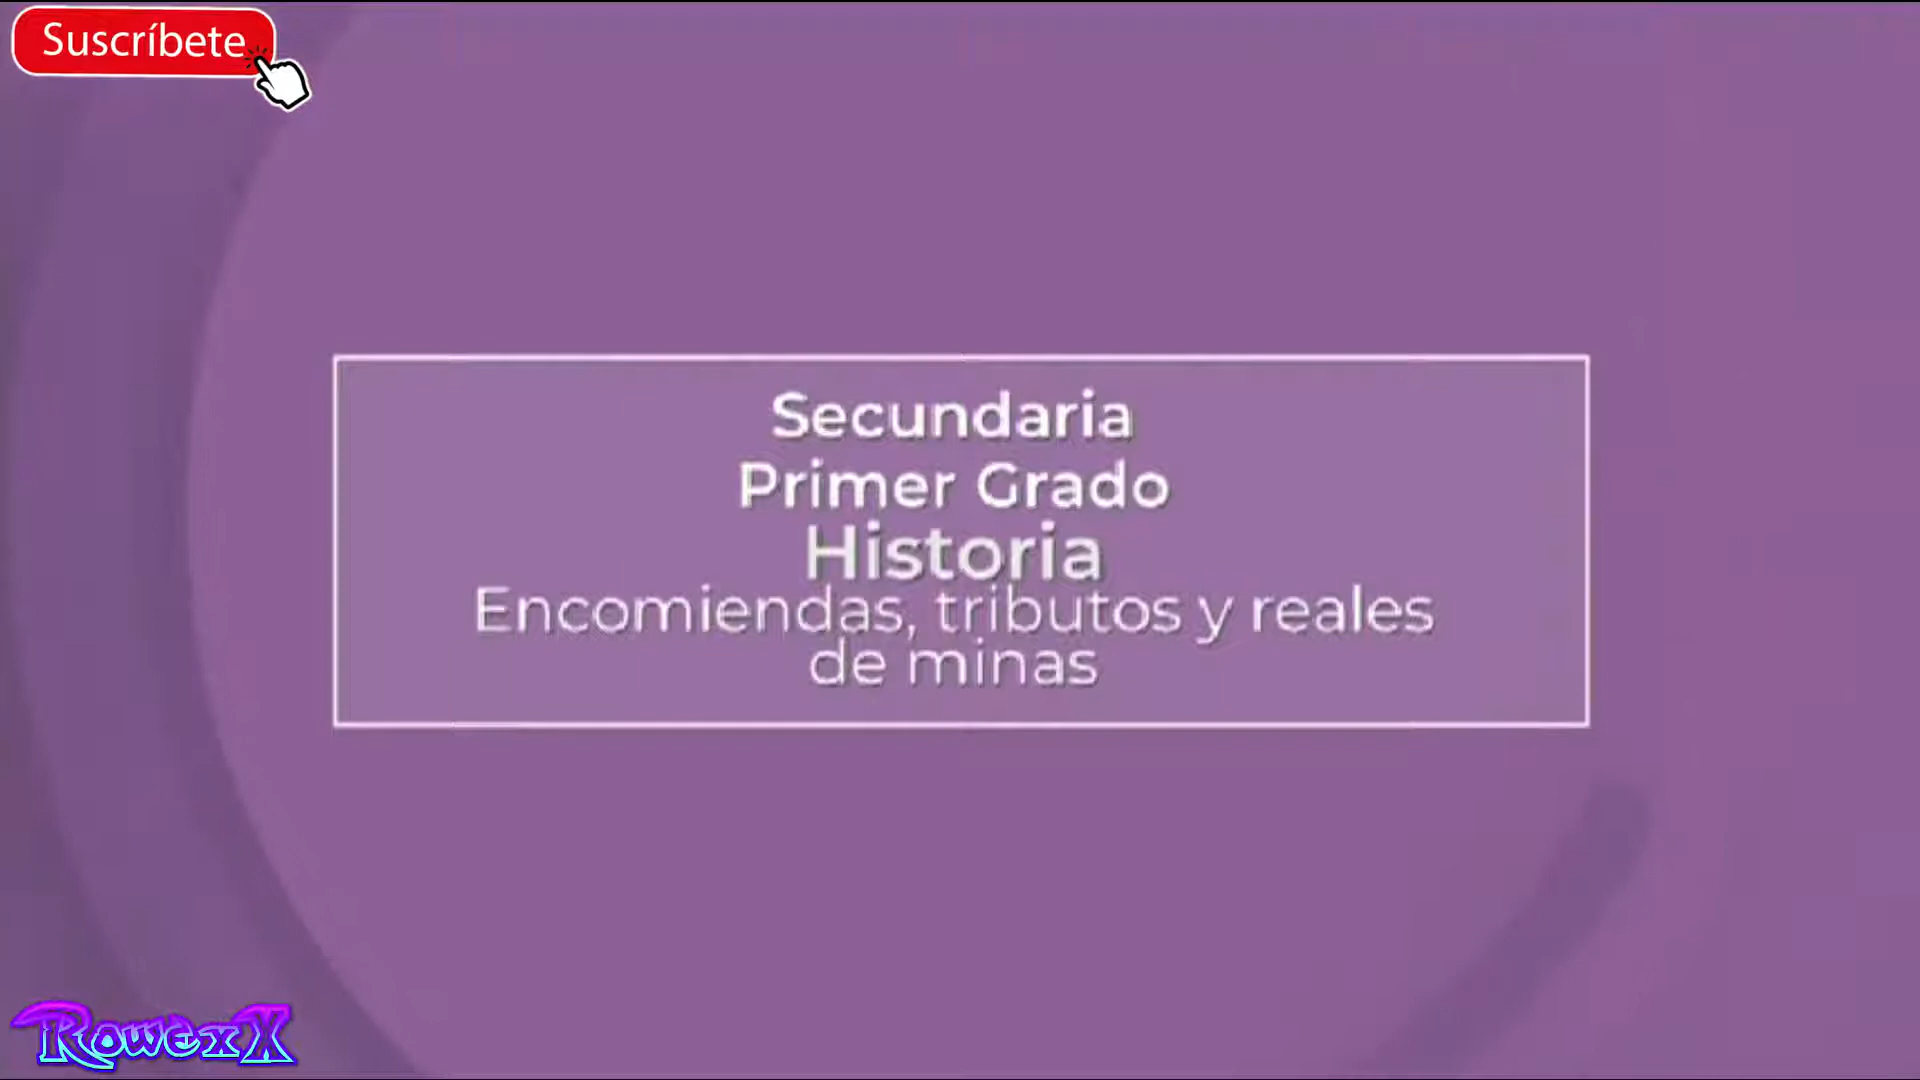 Suscríbete
Secundaria
Primer Grado
Historia
Encomiendas, tributos y reales
de minas
RowexX